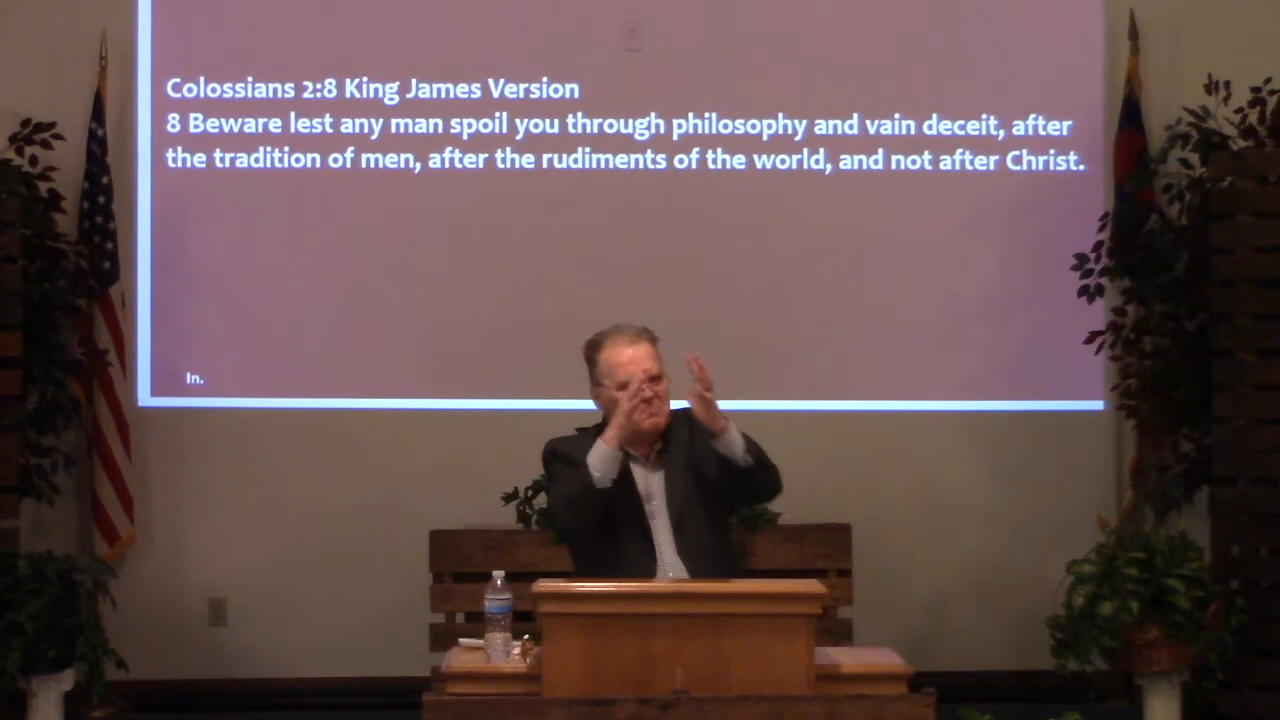 Colossians 2:8 King James Version
8 Beware lest any man spoil you through philosophy and vain deceit, after
the tradition of men, after the rudiments of the world, and not after Christ.
In.